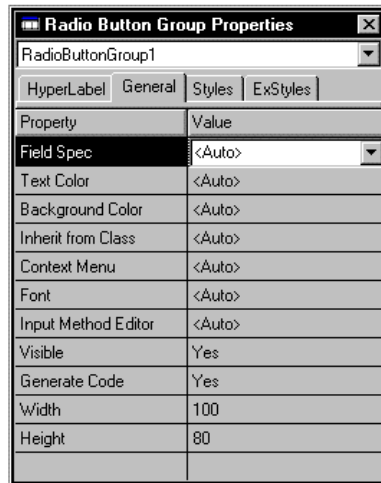 Radio Button Group Properties
RadioButtonGroup1
HyperLabel General Styles ExStyles
Property Value
Field Spec <Auto>
Text Color <Auto>
Background Color <Auto>
Inherit from Class <Auto>
Context Menu <Auto>
Font <Auto>
Input Method Editor <Auto>
Visible Yes
Generate Code Yes
Width 100
Height 80